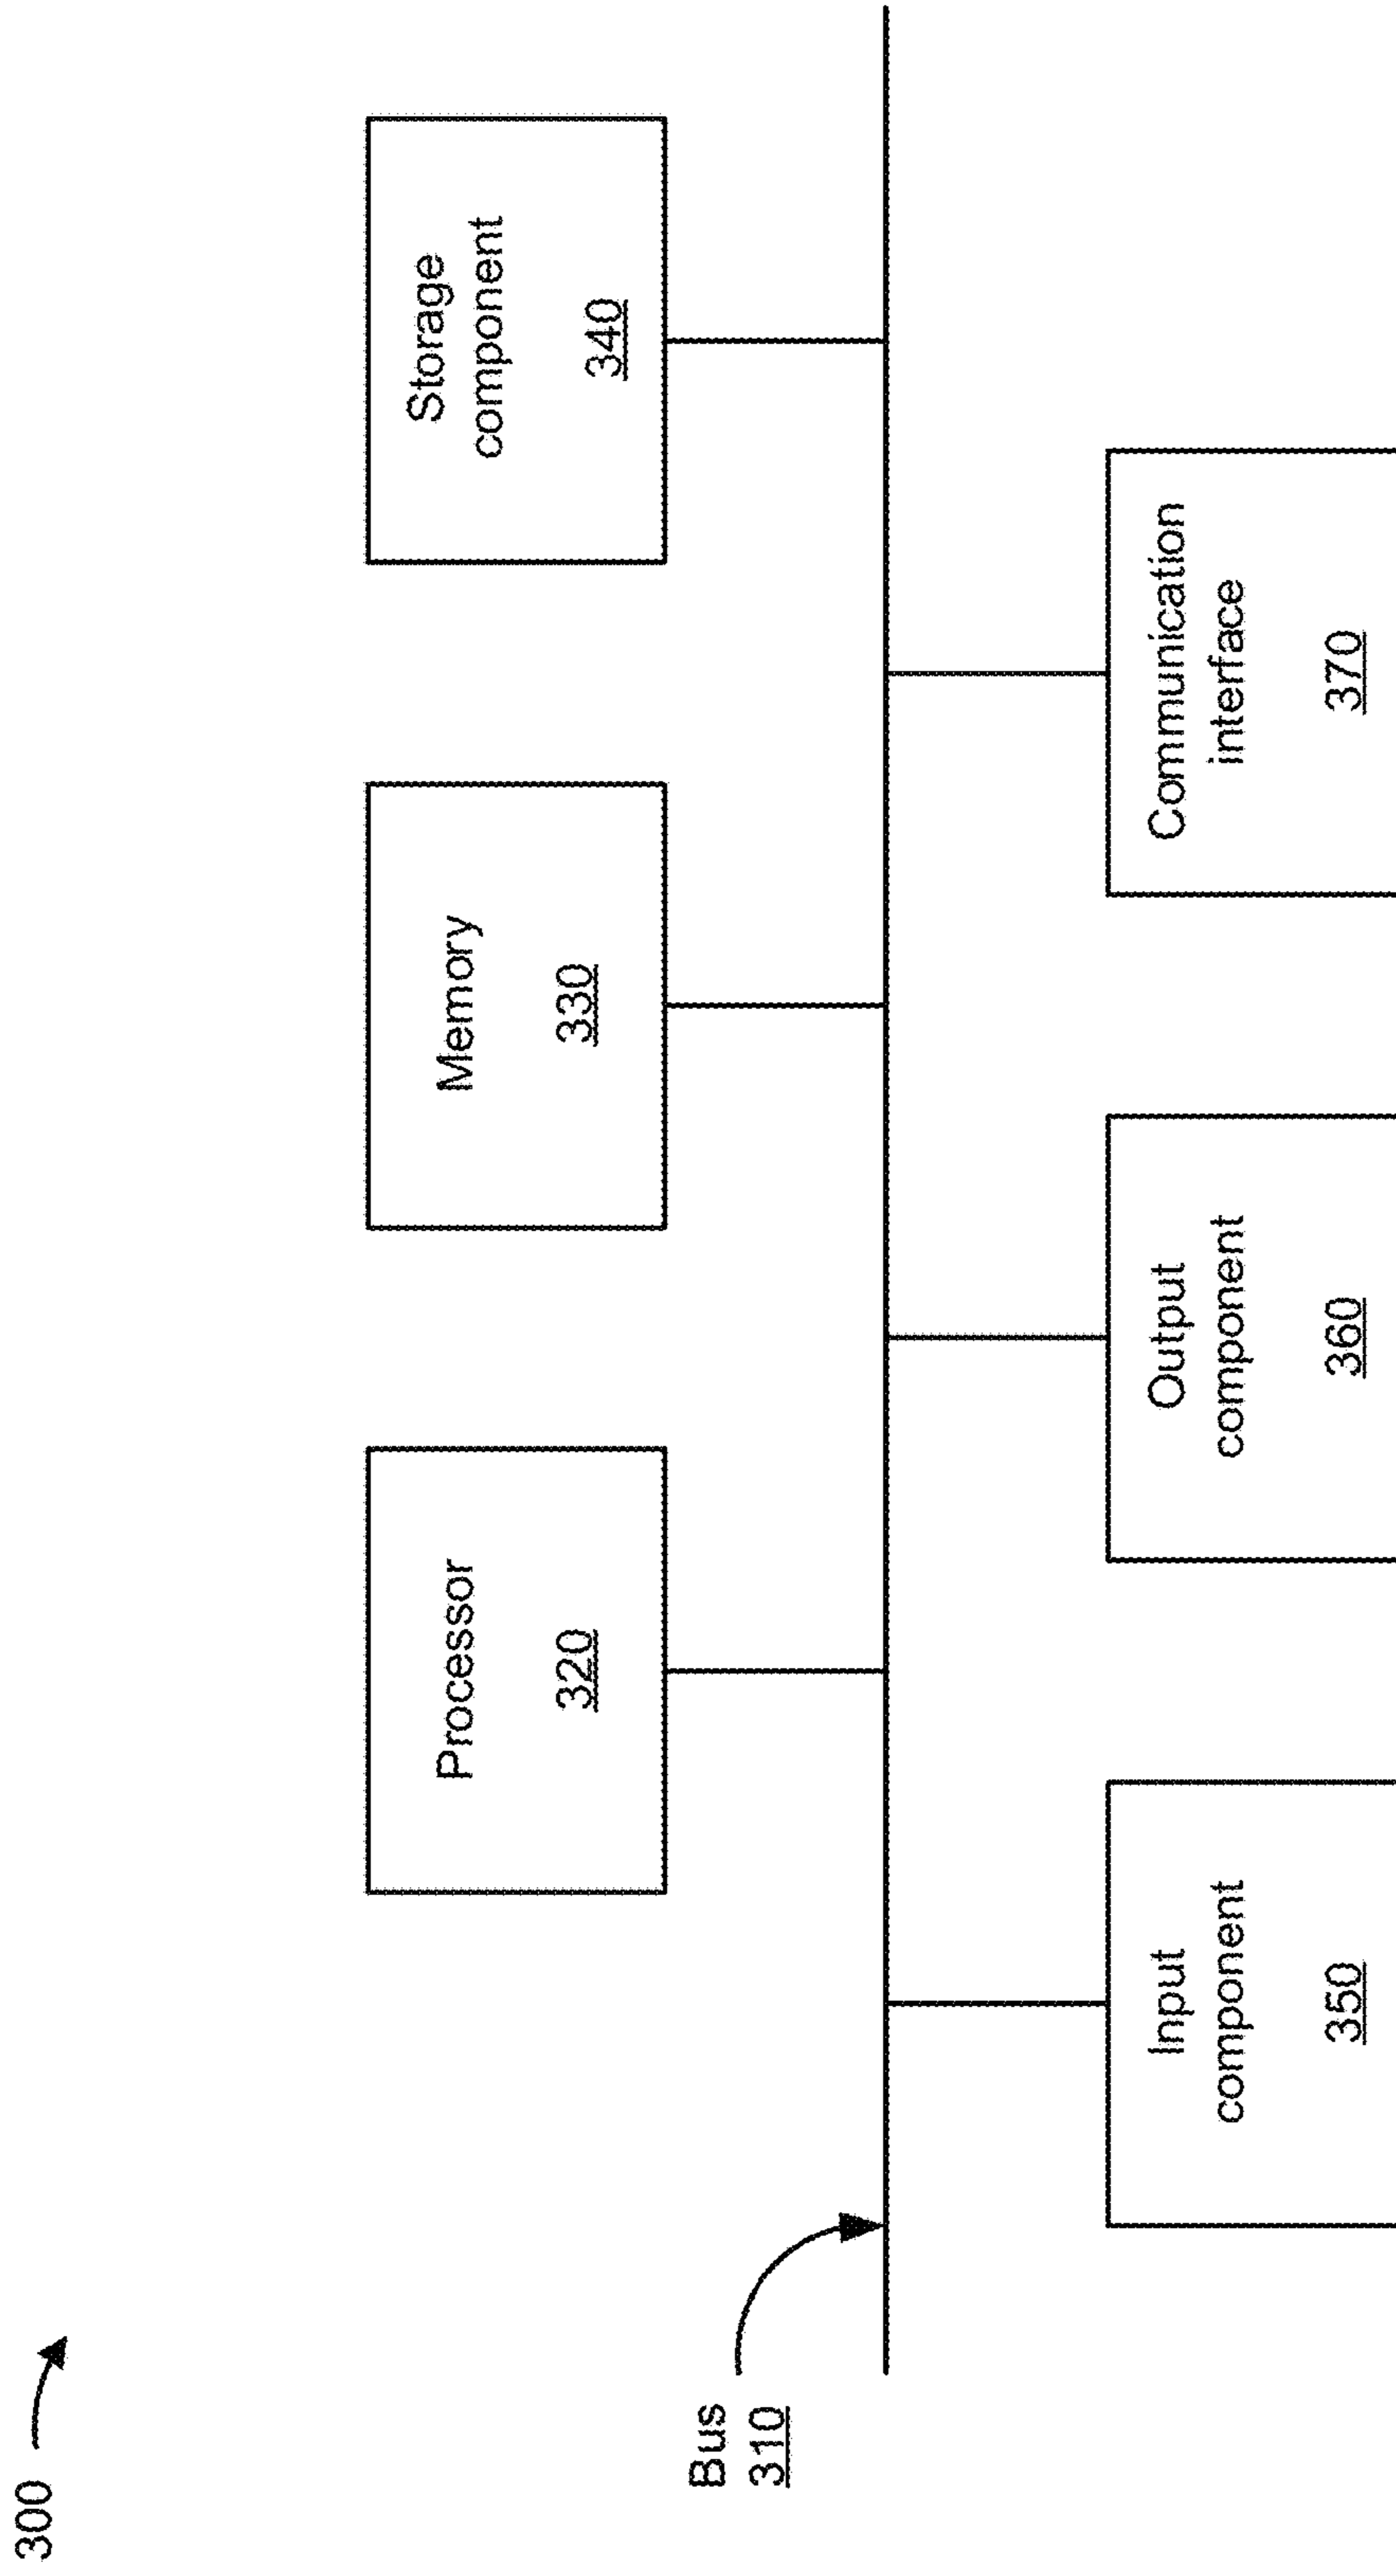 300
Processor
320
Memory
330
Storage
component
340
Bus
310
Input
component
350
Output
component
360
Communication
interface
370